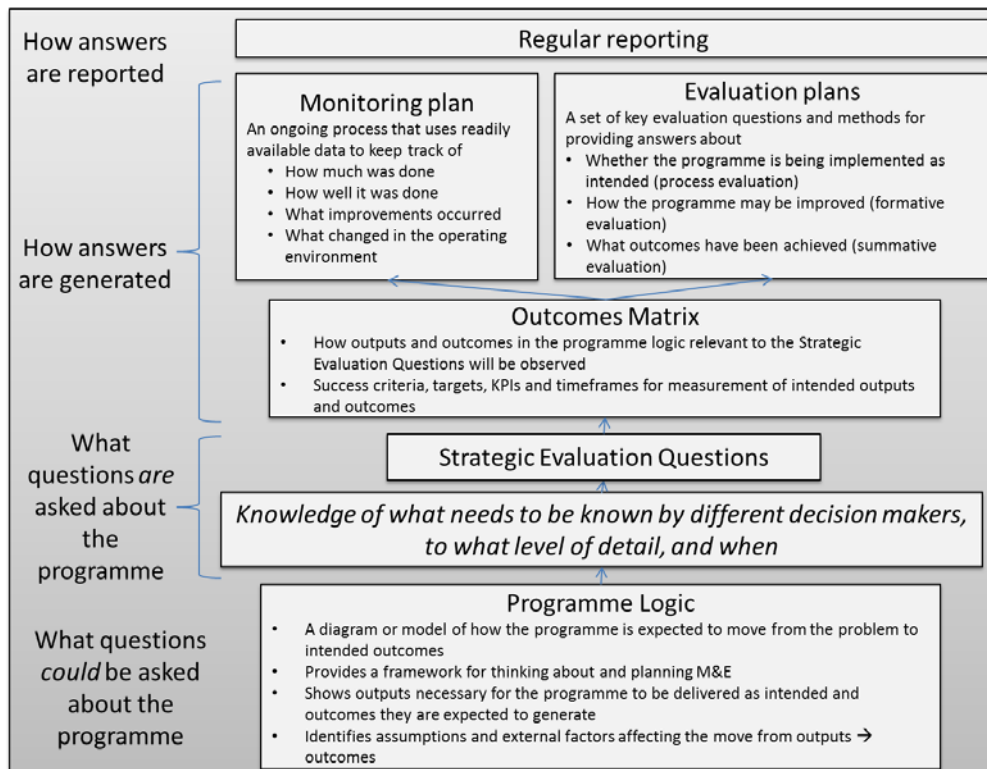 How answers
are reported
Regular reporting
How answers
are generated
Monitoring plan
An ongoing process that uses readily
available data to keep track of
• How much was done
• How well it was done
• What improvements occurred
• What changed in the operating
environment
Evaluation plans
A set of key evaluation questions and methods for
providing answers about
• Whether the programme is being implemented as
intended (process evaluation)
• How the programme may be improved (formative
evaluation)
• What outcomes have been achieved (summative
evaluation)
Outcomes Matrix
• How outputs and outcomes in the programme logic relevant to the Strategic
Evaluation Questions will be observed
• Success criteria, targets, KPIs and timeframes for measurement of intended outputs
and outcomes
What
questions are
asked about
the
programme
Strategic Evaluation Questions
Knowledge of what needs to be known by different decision makers,
to what level of detail, and when
What questions
could be asked
about the
programme
Programme Logic
• A diagram or model of how the programme is expected to move from the problem to
intended outcomes
• Provides a framework for thinking about and planning M&E
• Shows outputs necessary for the programme to be delivered as intended and
outcomes they are expected to generate
• Identifies assumptions and external factors affecting the move from outputs →
outcomes